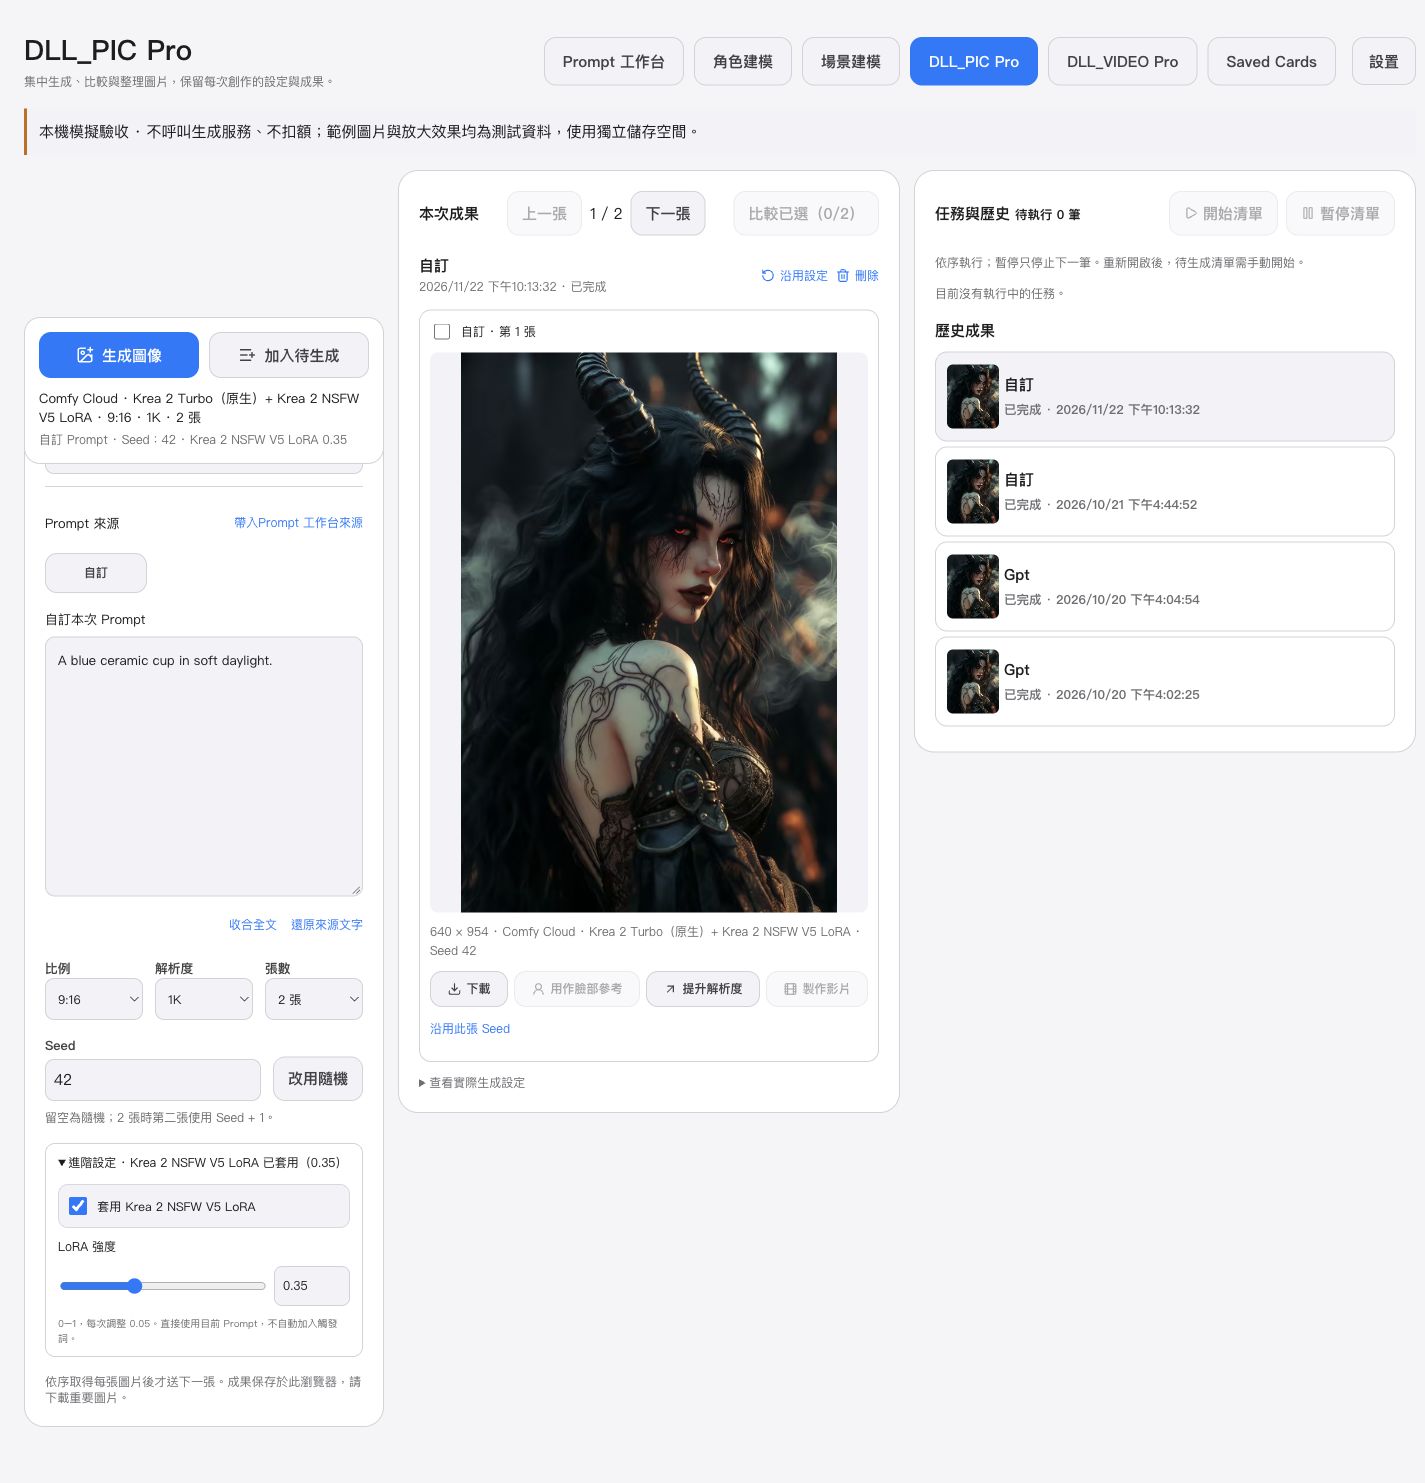 DLL_PIC Pro
集中生成、比較與整理圖片，保留每次創作的設定與成果。
Prompt 工作台
角色建模
場景建模
DLL_PIC Pro
DLL_VIDEO Pro
Saved Cards
設置
本機模擬驗收 · 不呼叫生成服務、不扣額；範例圖片與放大效果均為測試資料，使用獨立儲存空間。
生成圖像
加入待生成
Comfy Cloud · Krea 2 Turbo（原生）+ Krea 2 NSFW
V5 LoRA · 9:16 · 1K · 2 張
自訂 Prompt · Seed：42 · Krea 2 NSFW V5 LoRA 0.35
Prompt 來源
帶入Prompt 工作台來源
自訂
自訂本次 Prompt
A blue ceramic cup in soft daylight.
收合全文
還原來源文字
比例
解析度
張數
9:16
1K
2 張
Seed
42
改用隨機
留空為隨機；2 張時第二張使用 Seed + 1。
進階設定 · Krea 2 NSFW V5 LoRA 已套用（0.35）
套用 Krea 2 NSFW V5 LoRA
LoRA 強度
0.35
0—1，每次調整 0.05。直接使用目前 Prompt，不自動加入觸發
詞。
依序取得每張圖片後才送下一張。成果保存於此瀏覽器，請
下載重要圖片。
本次成果
上一張
1 / 2
下一張
比較已選（0/2）
自訂
2026/11/22 下午10:13:32 · 已完成
沿用設定
刪除
自訂 · 第 1 張
640 × 954 · Comfy Cloud · Krea 2 Turbo（原生）+ Krea 2 NSFW V5 LoRA ·
Seed 42
下載
用作臉部參考
提升解析度
製作影片
沿用此張 Seed
查看實際生成設定
任務與歷史 待執行 0 筆
開始清單
暫停清單
依序執行；暫停只停止下一筆。重新開啟後，待生成清單需手動開始。
目前沒有執行中的任務。
歷史成果
自訂
已完成 · 2026/11/22 下午10:13:32
自訂
已完成 · 2026/10/21 下午4:44:52
Gpt
已完成 · 2026/10/20 下午4:04:54
Gpt
已完成 · 2026/10/20 下午4:02:25